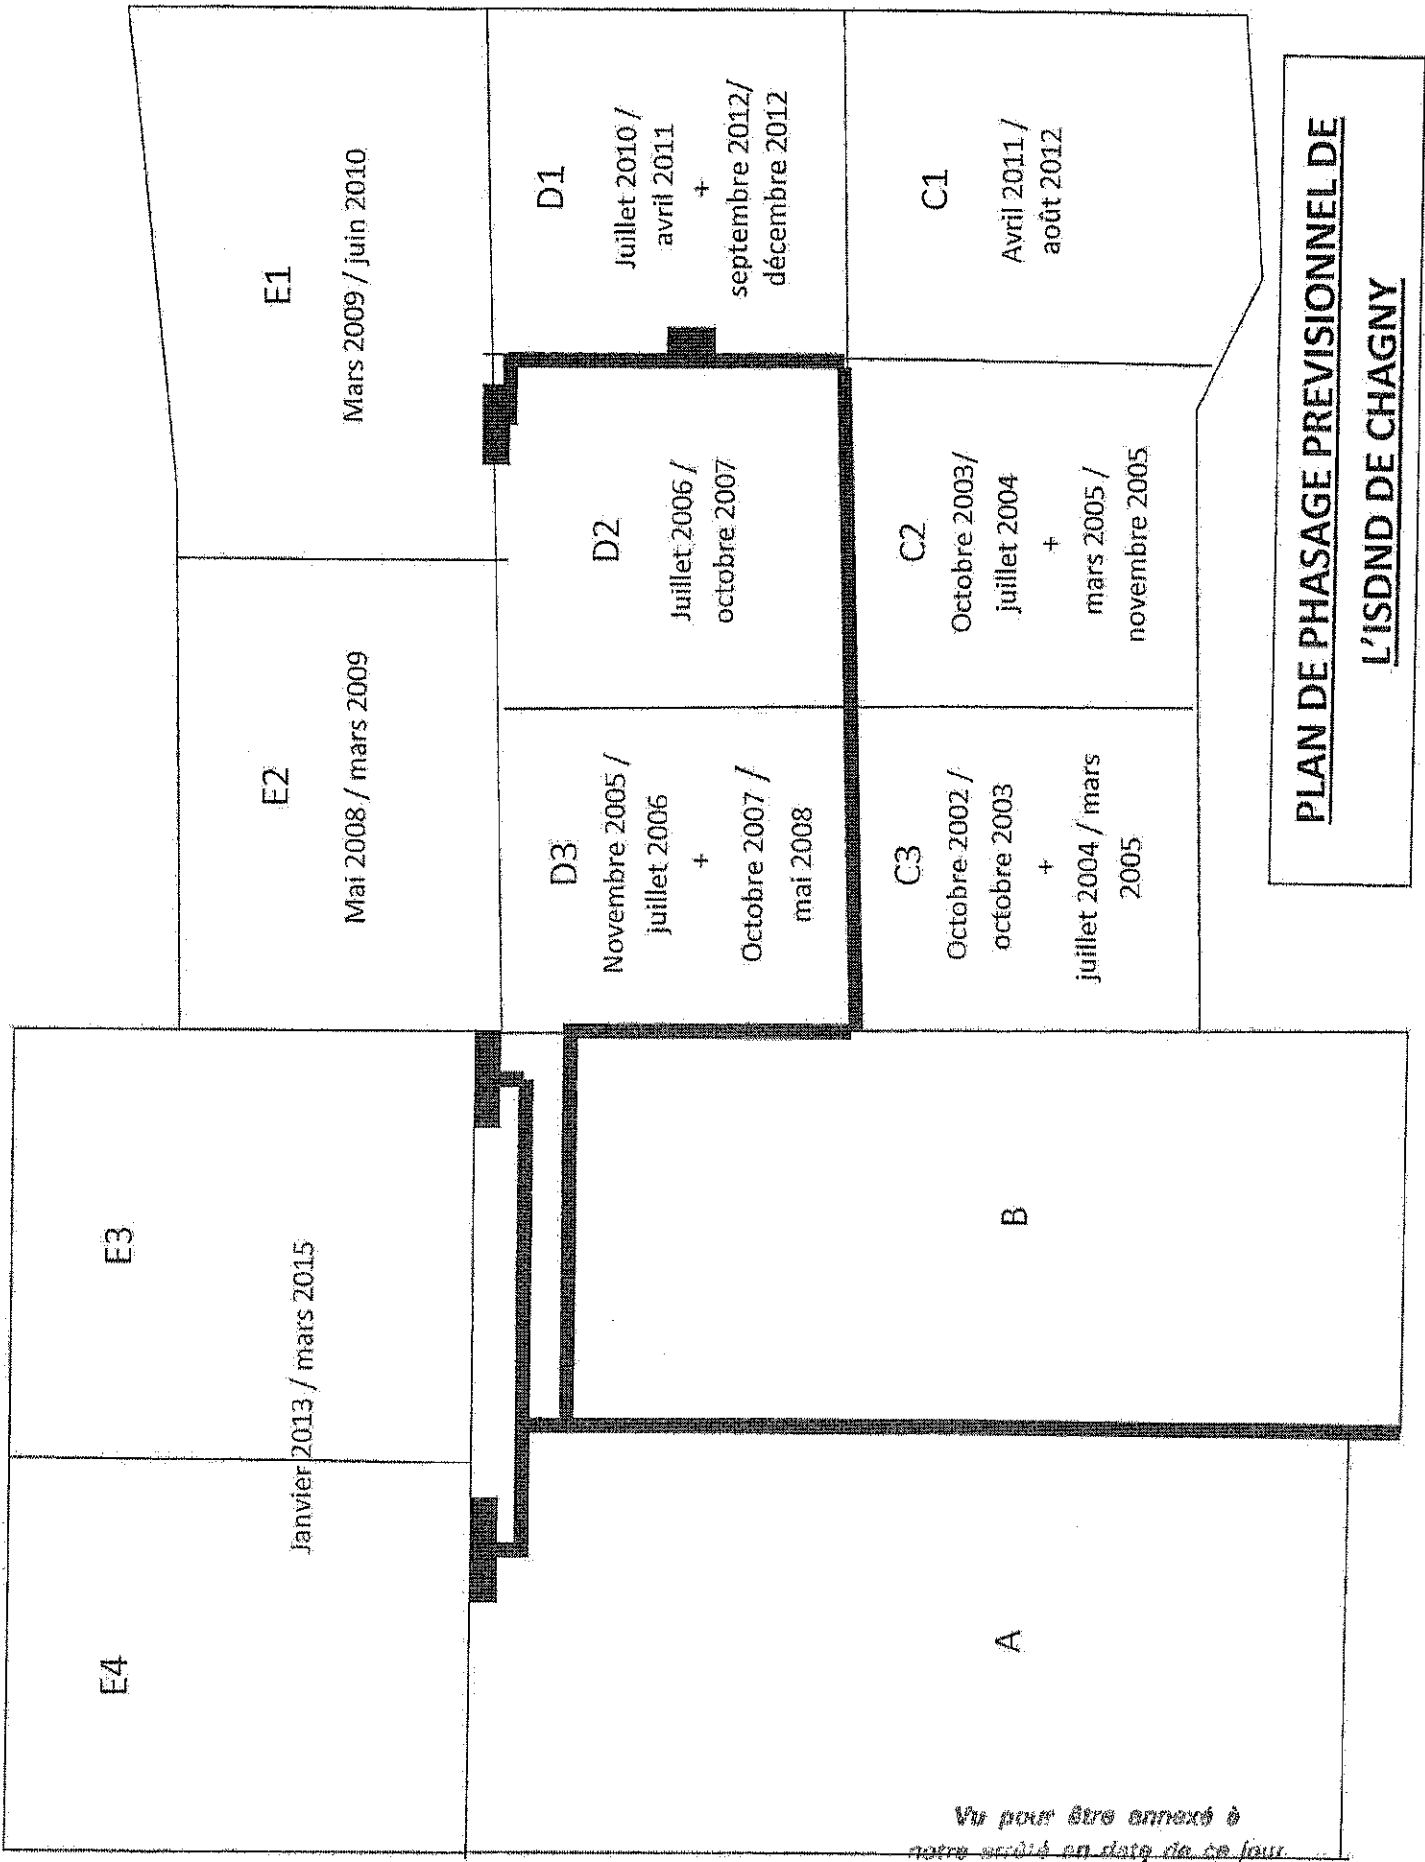 E4
E3
Janvier 2013 / mars 2015
E2
Mai 2008 / mars 2009
E1
Mars 2009 / juin 2010
D3
Novembre 2005 /
juillet 2006
+
Octobre 2007 /
mai 2008
D2
Juillet 2006 /
octobre 2007
D1
Juillet 2010 /
avril 2011
+
septembre 2012/
décembre 2012
A
B
C3
Octobre 2002 /
octobre 2003
+
juillet 2004 / mars
2005
C2
Octobre 2003/
juillet 2004
+
mars 2005 /
novembre 2005
C1
Avril 2011 /
août 2012
PLAN DE PHASAGE PREVISIONNEL DE
L'ISDND DE CHAGNY
Vu pour être annexé à
notre arrêté en date de ce jour